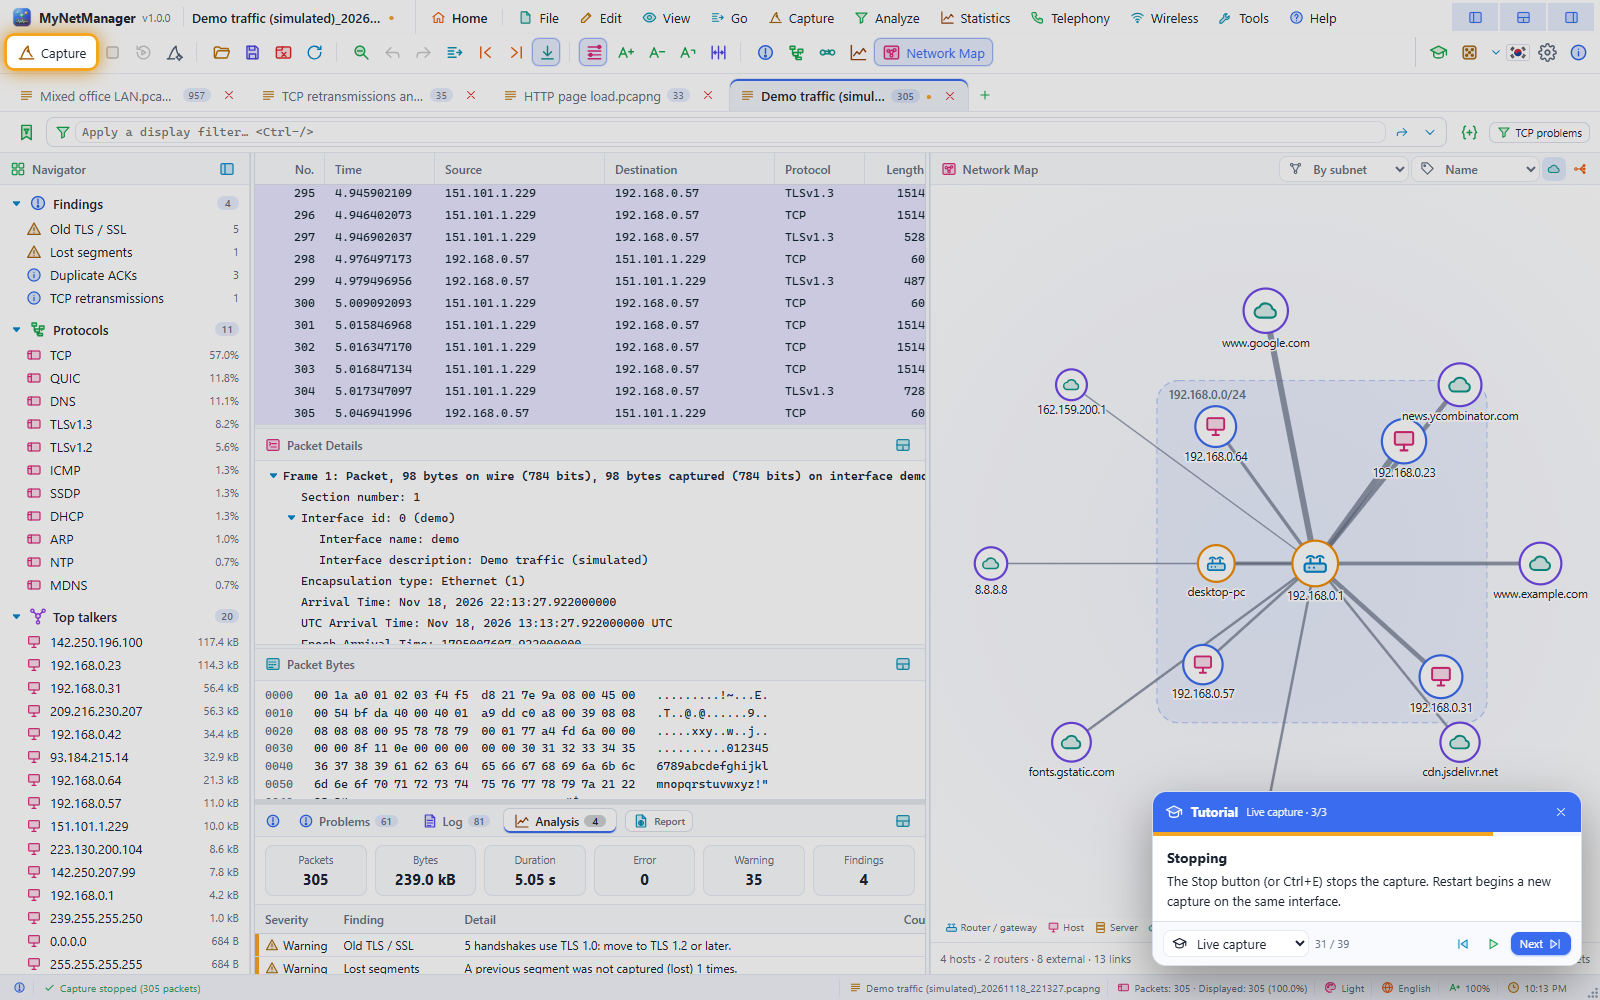 MyNetManager v1.0.0 Demo traffic (simulated)_2026...
Home File Edit View Go Capture Analyze Statistics Telephony Wireless Tools Help
Capture A+ A- A Network Map
Mixed office LAN.pca... 957
TCP retransmissions an... 35
HTTP page load.pcapng 33
Demo traffic (simul... 305
Apply a display filter… <Ctrl-/>
TCP problems
Navigator
Findings 4
Old TLS / SSL 5
Lost segments 1
Duplicate ACKs 3
TCP retransmissions 1
Protocols 11
TCP 57.0%
QUIC 11.8%
DNS 11.1%
TLSv1.3 8.2%
TLSv1.2 5.6%
ICMP 1.3%
SSDP 1.3%
DHCP 1.3%
ARP 1.0%
NTP 0.7%
MDNS 0.7%
Top talkers 20
142.250.196.100 117.4 kB
192.168.0.23 114.3 kB
192.168.0.31 56.4 kB
209.216.230.207 56.3 kB
192.168.0.42 34.4 kB
93.184.215.14 32.9 kB
192.168.0.64 21.3 kB
192.168.0.57 11.0 kB
151.101.1.229 10.0 kB
223.130.200.104 8.6 kB
142.250.207.99 7.8 kB
192.168.0.1 4.2 kB
239.255.255.250 1.0 kB
0.0.0.0 684 B
255.255.255.255 684 B
No. Time Source Destination Protocol Length
295 4.945902109 151.101.1.229 192.168.0.57 TLSv1.3 1514
296 4.946402073 151.101.1.229 192.168.0.57 TCP 1514
297 4.946902037 151.101.1.229 192.168.0.57 TLSv1.3 528
298 4.976497173 192.168.0.57 151.101.1.229 TCP 60
299 4.979496956 192.168.0.57 151.101.1.229 TLSv1.3 487
300 5.009092093 151.101.1.229 192.168.0.57 TCP 60
301 5.015846968 151.101.1.229 192.168.0.57 TCP 1514
302 5.016347170 151.101.1.229 192.168.0.57 TCP 1514
303 5.016847134 151.101.1.229 192.168.0.57 TCP 1514
304 5.017347097 151.101.1.229 192.168.0.57 TLSv1.3 728
305 5.046941996 192.168.0.57 151.101.1.229 TCP 60
Packet Details
Frame 1: Packet, 98 bytes on wire (784 bits), 98 bytes captured (784 bits) on interface demo
Section number: 1
Interface id: 0 (demo)
Interface name: demo
Interface description: Demo traffic (simulated)
Encapsulation type: Ethernet (1)
Arrival Time: Nov 18, 2026 22:13:27.922000000
UTC Arrival Time: Nov 18, 2026 13:13:27.922000000 UTC
Epoch Arrival Time: 1795007607.922000000
Packet Bytes
0000 00 1a a0 01 02 03 f4 f5 d8 21 7e 9a 08 00 45 00 .........!~...E.
0010 00 54 bf da 40 00 40 01 a9 dd c0 a8 00 39 08 08 .T..@.@......9..
0020 08 08 08 00 95 78 78 79 00 01 77 a4 fd 6a 00 00 .....xxy..w..j..
0030 00 00 8f 11 0e 00 00 00 00 00 30 31 32 33 34 35 ..........012345
0040 36 37 38 39 61 62 63 64 65 66 67 68 69 6a 6b 6c 6789abcdefghijkl
0050 6d 6e 6f 70 71 72 73 74 75 76 77 78 79 7a 21 22 mnopqrstuvwxyz!"
Problems 61 Log 81 Analysis 4 Report
Packets Bytes Duration Error Warning Findings
305 239.0 kB 5.05 s 0 35 4
Severity Finding Detail Cou
Warning Old TLS / SSL 5 handshakes use TLS 1.0: move to TLS 1.2 or later.
Warning Lost segments A previous segment was not captured (lost) 1 times.
Network Map By subnet Name
www.google.com
162.159.200.1
192.168.0.0/24
news.ycombinator.com
192.168.0.64
192.168.0.23
8.8.8.8
desktop-pc
192.168.0.1
www.example.com
192.168.0.57
192.168.0.31
fonts.gstatic.com
cdn.jsdelivr.net
Router / gateway Host Server
4 hosts · 2 routers · 8 external · 13 links
ets
Tutorial Live capture · 3/3
Stopping
The Stop button (or Ctrl+E) stops the capture. Restart begins a new
capture on the same interface.
Live capture 31 / 39 Next
Capture stopped (305 packets)
Demo traffic (simulated)_20261118_221327.pcapng Packets: 305 · Displayed: 305 (100.0%) Light English A+ 100% 10:13 PM